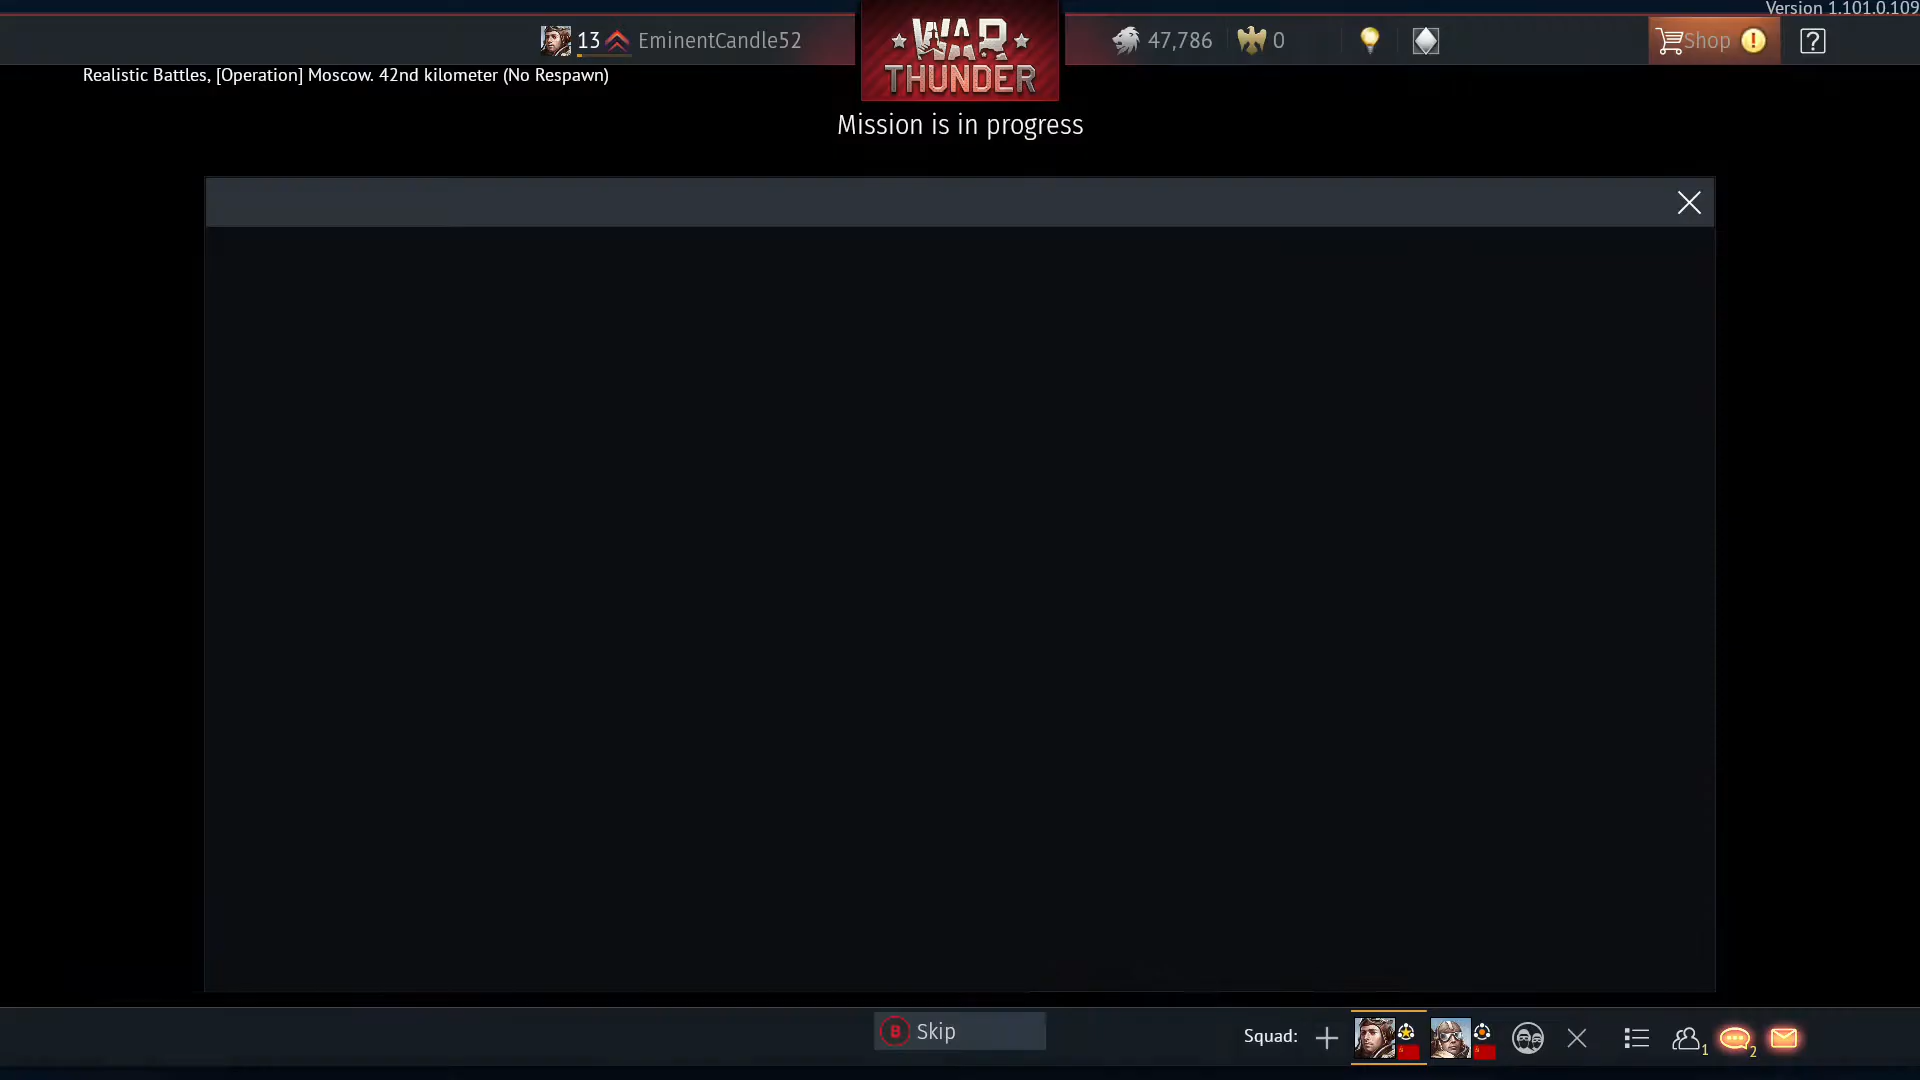 Version 1.101.0.109
13 EminentCandle52
WAR THUNDER
47,786
0
Shop
Realistic Battles, [Operation] Moscow. 42nd kilometer (No Respawn)
Mission is in progress
B Skip
Squad:
1
2